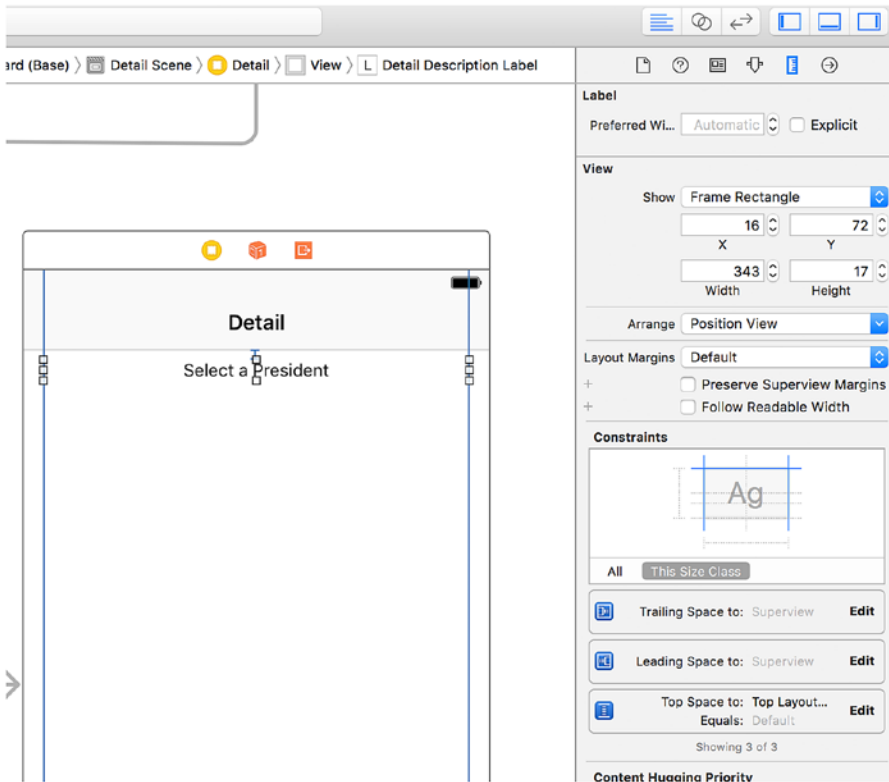 ard (Base) 〉 Detail Scene 〉 Detail 〉 View 〉 L Detail Description Label
Label
Preferred Wi... Automatic Explicit
View
Show Frame Rectangle
16 72
X Y
343 17
Width Height
Detail
Arrange Position View
Layout Margins Default
Select a President
+ Preserve Superview Margins
+ Follow Readable Width
Constraints
Ag
All This Size Class
Trailing Space to: Superview Edit
Leading Space to: Superview Edit
Top Space to: Top Layout...
Equals: Default Edit
Showing 3 of 3
Content Hugging Priority